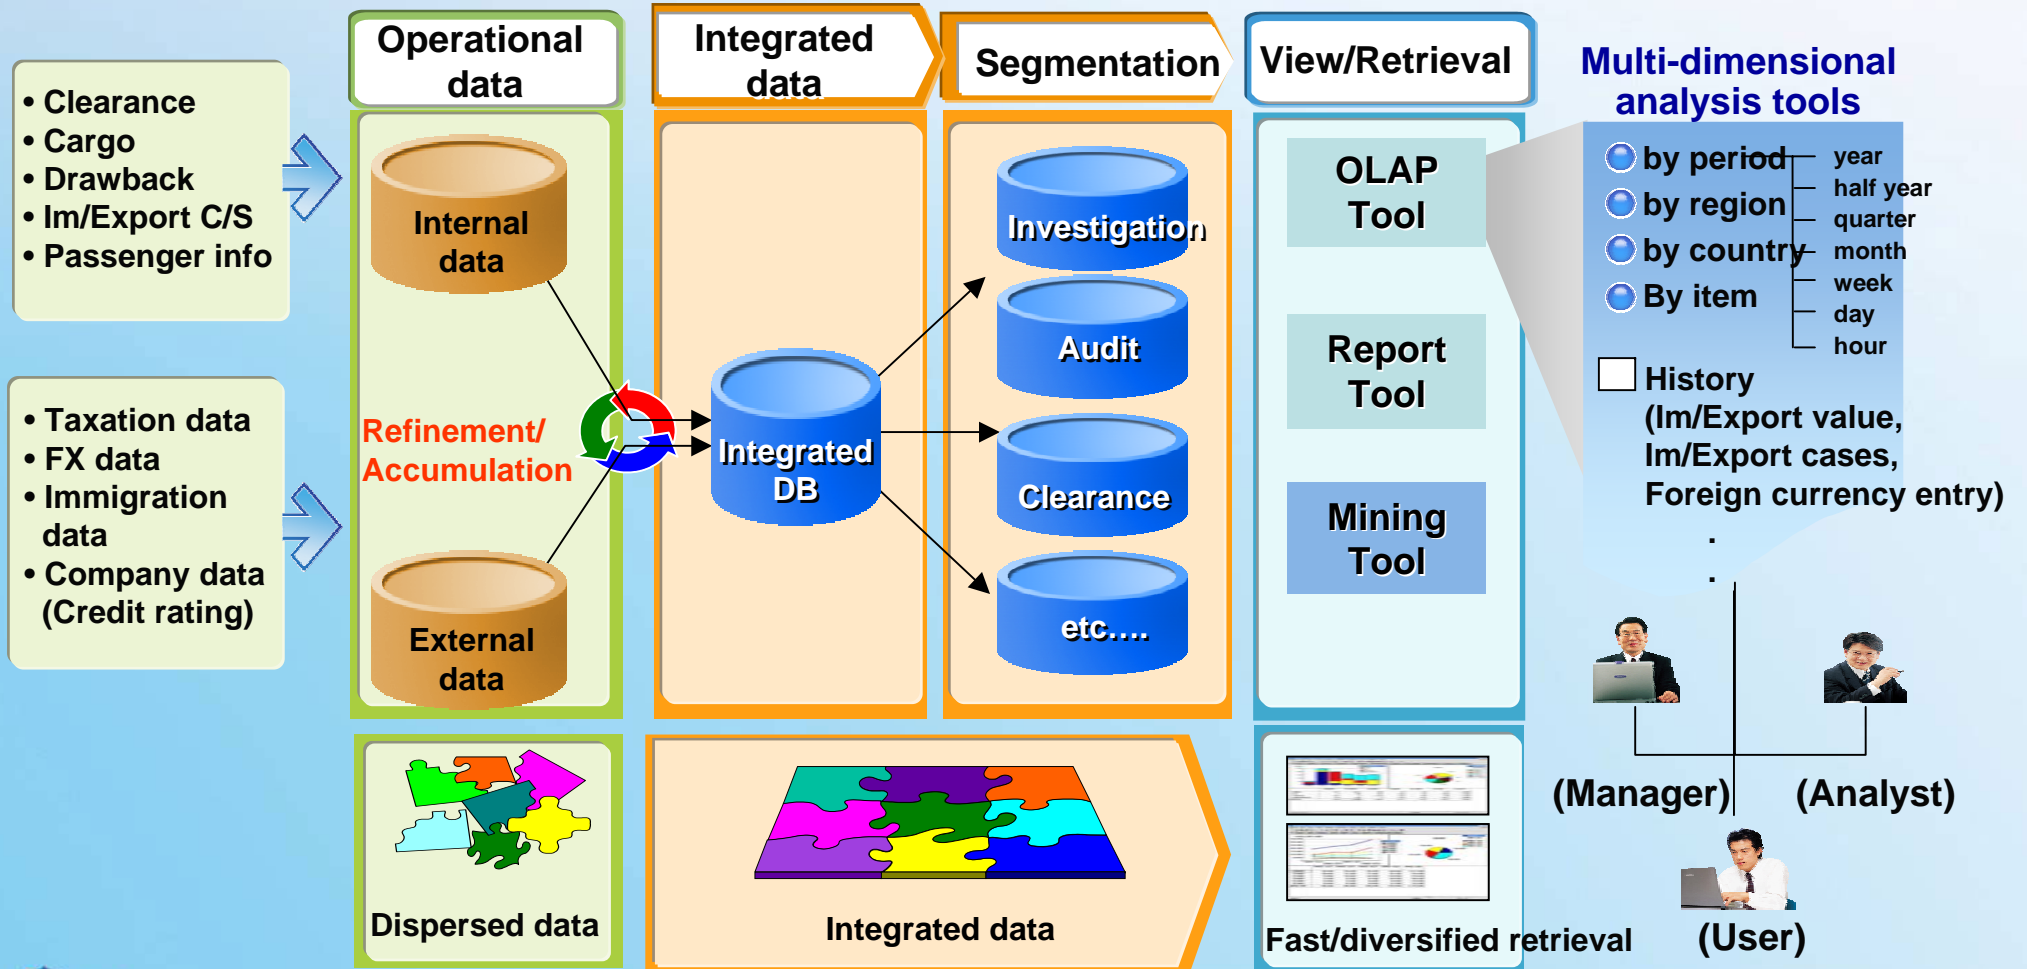 Operational
data
Integrated
data
Segmentation
View/Retrieval
Multi-dimensional
analysis tools
• Clearance
• Cargo
• Drawback
• Im/Export C/S
• Passenger info
• Taxation data
• FX data
• Immigration
data
• Company data
(Credit rating)
Internal
data
Refinement/
Accumulation
External
data
Integrated
DB
Investigation
Audit
Clearance
etc....
OLAP
Tool
Report
Tool
Mining
Tool
by period
by region
by country
By item
year
half year
quarter
month
week
day
hour
History
(Im/Export value,
Im/Export cases,
Foreign currency entry)
.
.
(Manager)
(Analyst)
(User)
Dispersed data
Integrated data
Fast/diversified retrieval